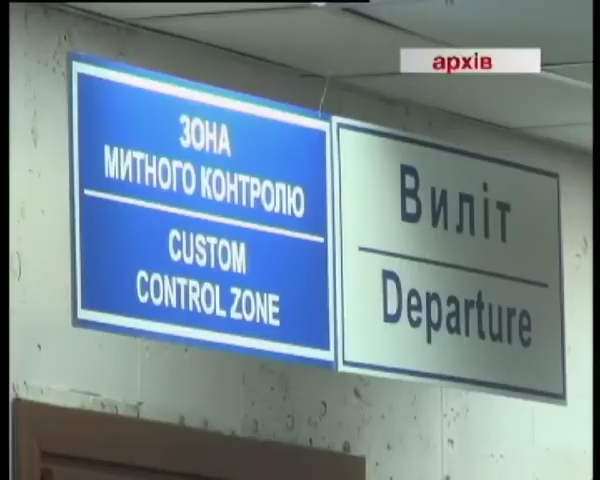 архів
ЗОНА
МИТНОГО КОНТРОЛЮ
CUSTOM
CONTROL ZONE
Виліт
Departure